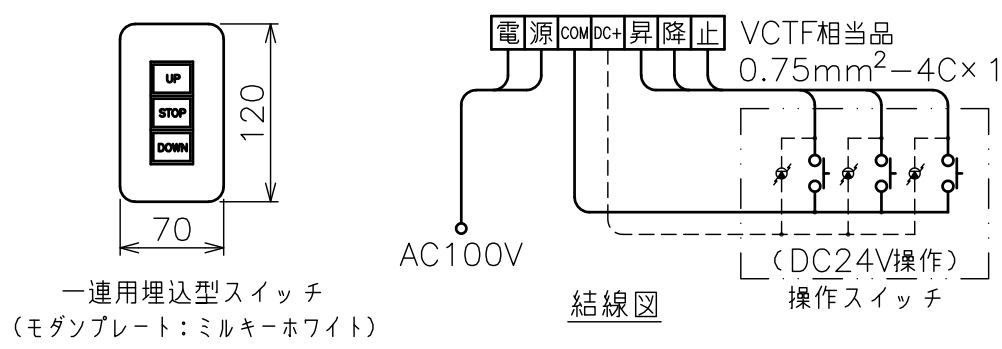 UP
STOP
DOWN
120
70
一連用埋込型スイッチ
(モダンプレート:ミルキーホワイト)
電 源 COM DC+ 昇 降 止
VCTF相当品
0.75mm²-4C×1
AC100V
(DC24V操作)
操作スイッチ
結線図